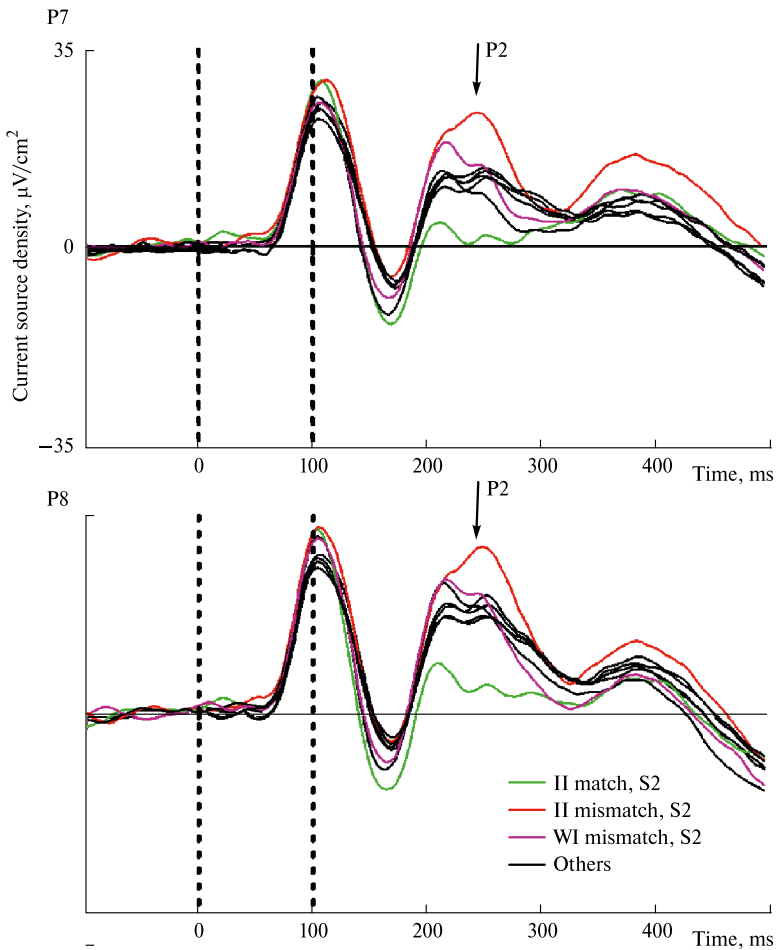 P7
35
P2
Current source density, μV/cm2
0
−35
0
100
200
300
400
Time, ms
P8
P2
II match, S2
II mismatch, S2
WI mismatch, S2
Others
0
100
200
300
400
Time, ms